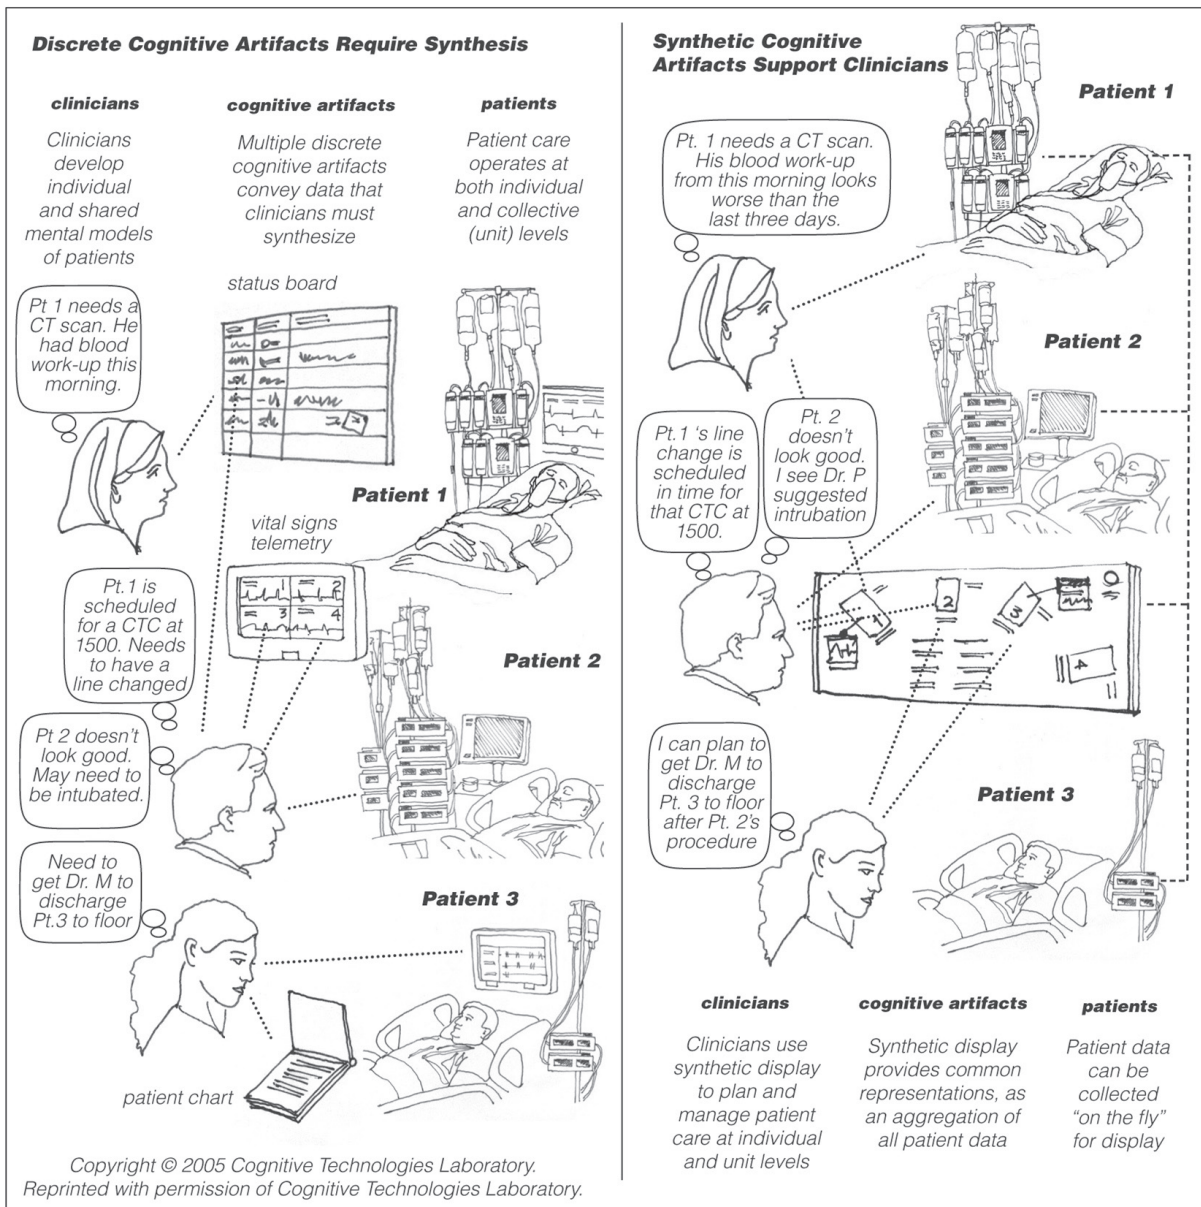 Discrete Cognitive Artifacts Require Synthesis
clinicians
Clinicians
develop
individual
and shared
mental models
of patients
cognitive artifacts
Multiple discrete
cognitive artifacts
convey data that
clinicians must
synthesize
patients
Patient care
operates at
both individual
and collective
(unit) levels
status board
Pt 1 needs a
CT scan. He
had blood
work-up this
morning.
Patient 1
vital signs
telemetry
1
2
3
4
Pt.1 is
scheduled
for a CTC at
1500. Needs
to have a
line changed
Patient 2
Pt 2 doesn't
look good.
May need to
be intubated.
Need to
get Dr. M to
discharge
Pt.3 to floor
Patient 3
patient chart
Copyright © 2005 Cognitive Technologies Laboratory.
Reprinted with permission of Cognitive Technologies Laboratory.
Synthetic Cognitive
Artifacts Support Clinicians
Patient 1
Pt. 1 needs a CT scan.
His blood work-up
from this morning looks
worse than the
last three days.
Patient 2
Pt.1 's line
change is
scheduled
in time for
that CTC at
1500.
Pt. 2
doesn't
look good.
I see Dr. P
suggested
intrubation
1
2
3
4
I can plan to
get Dr. M to
discharge
Pt. 3 to floor
after Pt. 2's
procedure
Patient 3
clinicians
Clinicians use
synthetic display
to plan and
manage patient
care at individual
and unit levels
cognitive artifacts
Synthetic display
provides common
representations, as
an aggregation of
all patient data
patients
Patient data
can be
collected
“on the fly”
for display